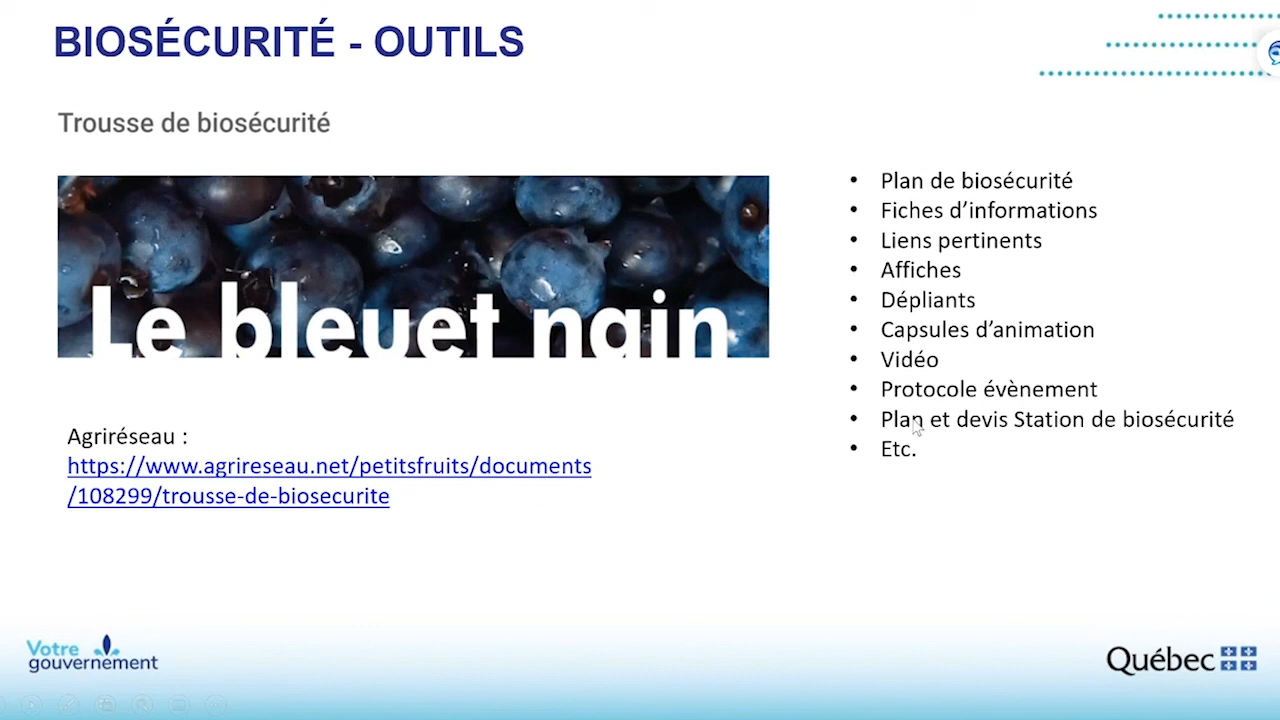 BIOSÉCURITÉ - OUTILS
Trousse de biosécurité
Le bleuet nain
Agriréseau :
https://www.agrireseau.net/petitsfruits/documents
/108299/trousse-de-biosecurite
• Plan de biosécurité
• Fiches d’informations
• Liens pertinents
• Affiches
• Dépliants
• Capsules d’animation
• Vidéo
• Protocole évènement
• Plan et devis Station de biosécurité
• Etc.
Votre
gouvernement
Québec